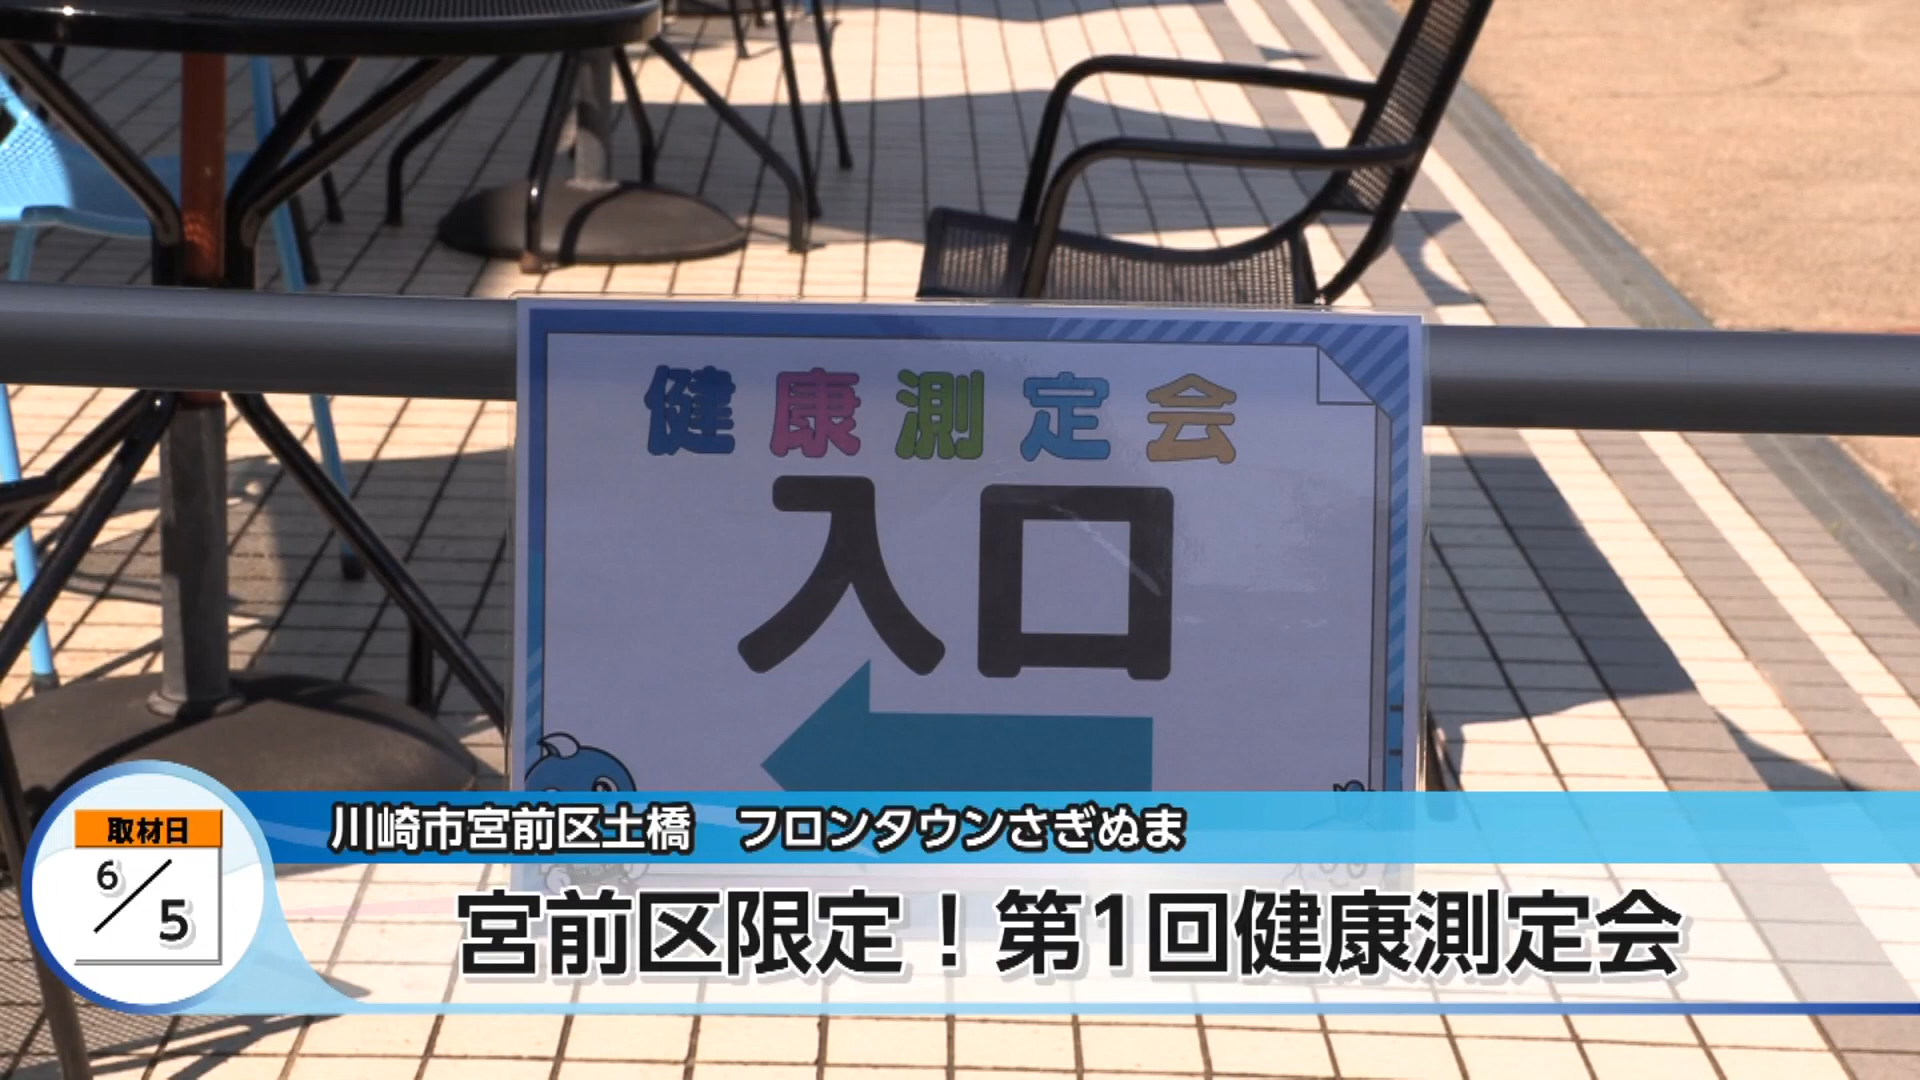 健康測定会
入口
川崎市宮前区土橋　フロンタウンさぎぬま
取材日
6/5
宮前区限定！第1回健康測定会